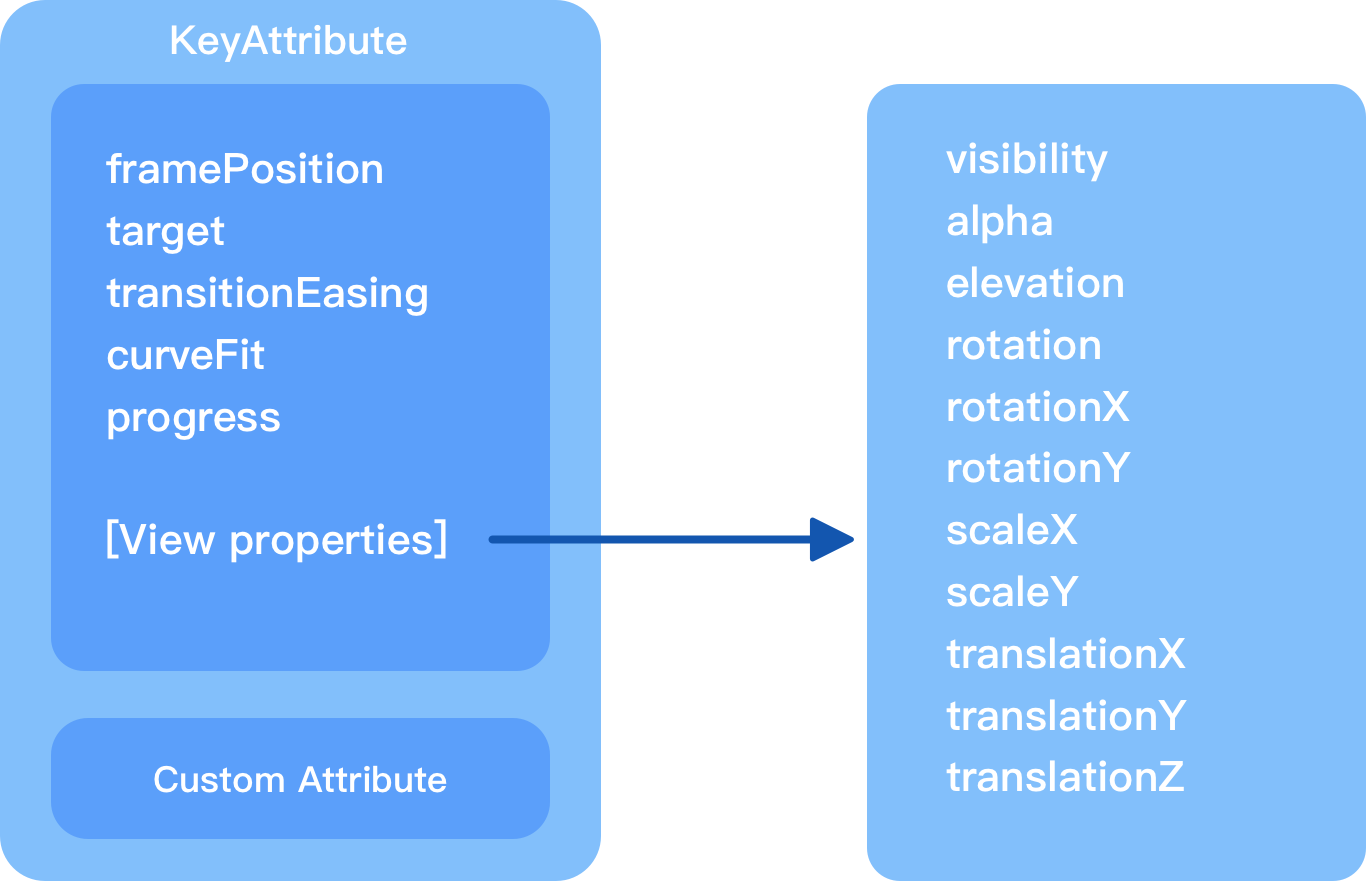 KeyAttribute
framePosition
target
transitionEasing
curveFit
progress
[View properties]
Custom Attribute
visibility
alpha
elevation
rotation
rotationX
rotationY
scaleX
scaleY
translationX
translationY
translationZ